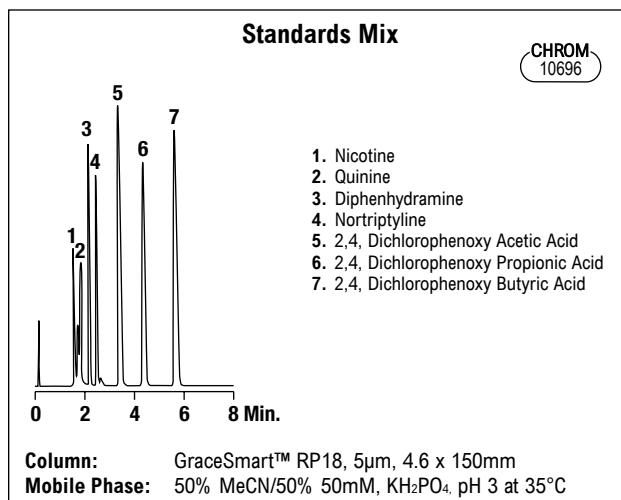 Standards Mix
CHROM
10696
5
7
3
6
4
1
2
1. Nicotine
2. Quinine
3. Diphenhydramine
4. Nortriptyline
5. 2,4, Dichlorophenoxy Acetic Acid
6. 2,4, Dichlorophenoxy Propionic Acid
7. 2,4, Dichlorophenoxy Butyric Acid
0 2 4 6 8 Min.
Column: GraceSmart™ RP18, 5µm, 4.6 x 150mm
Mobile Phase: 50% MeCN/50% 50mM, KH₂PO₄, pH 3 at 35°C